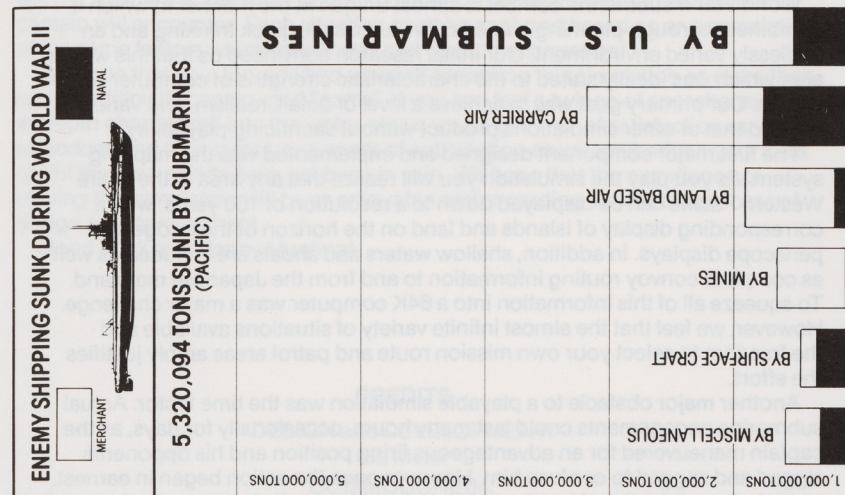 ENEMY SHIPPING SUNK DURING WORLD WAR II
MERCHANT
NAVAL
5,320,094 TONS SUNK BY SUBMARINES
(PACIFIC)
BY U.S. SUBMARINES
BY CARRIER AIR
BY LAND BASED AIR
BY MINES
BY SURFACE CRAFT
BY MISCELLANEOUS
1,000,000 TONS
2,000,000 TONS
3,000,000 TONS
4,000,000 TONS
5,000,000 TONS